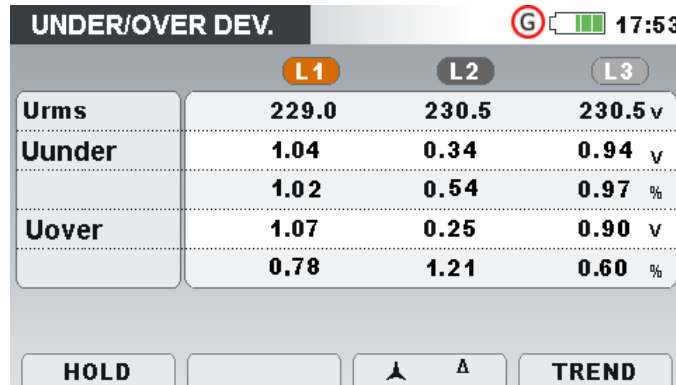 UNDER/OVER DEV. G 17:53
L1 L2 L3
Urms 229.0 230.5 230.5 V
Uunder 1.04 0.34 0.94 V
1.02 0.54 0.97 %
Uover 1.07 0.25 0.90 V
0.78 1.21 0.60 %
HOLD Δ TREND